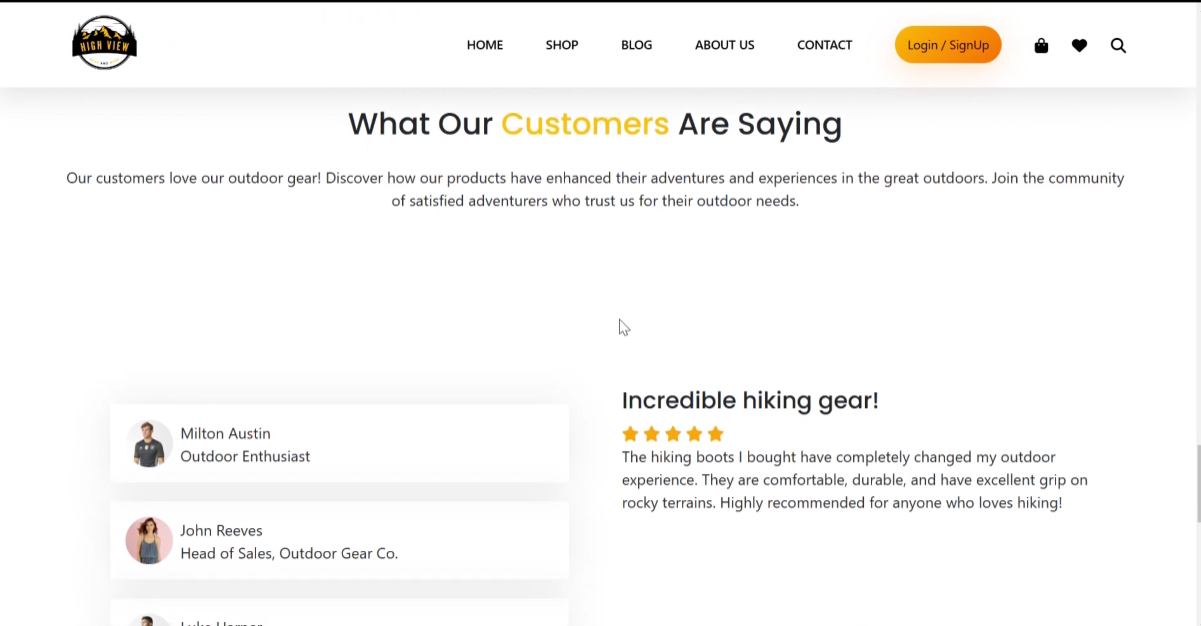 HIGH VIEW
HOME
SHOP
BLOG
ABOUT US
CONTACT
Login / SignUp
What Our Customers Are Saying
Our customers love our outdoor gear! Discover how our products have enhanced their adventures and experiences in the great outdoors. Join the community
of satisfied adventurers who trust us for their outdoor needs.
Milton Austin
Outdoor Enthusiast
John Reeves
Head of Sales, Outdoor Gear Co.
Incredible hiking gear!
The hiking boots I bought have completely changed my outdoor
experience. They are comfortable, durable, and have excellent grip on
rocky terrains. Highly recommended for anyone who loves hiking!